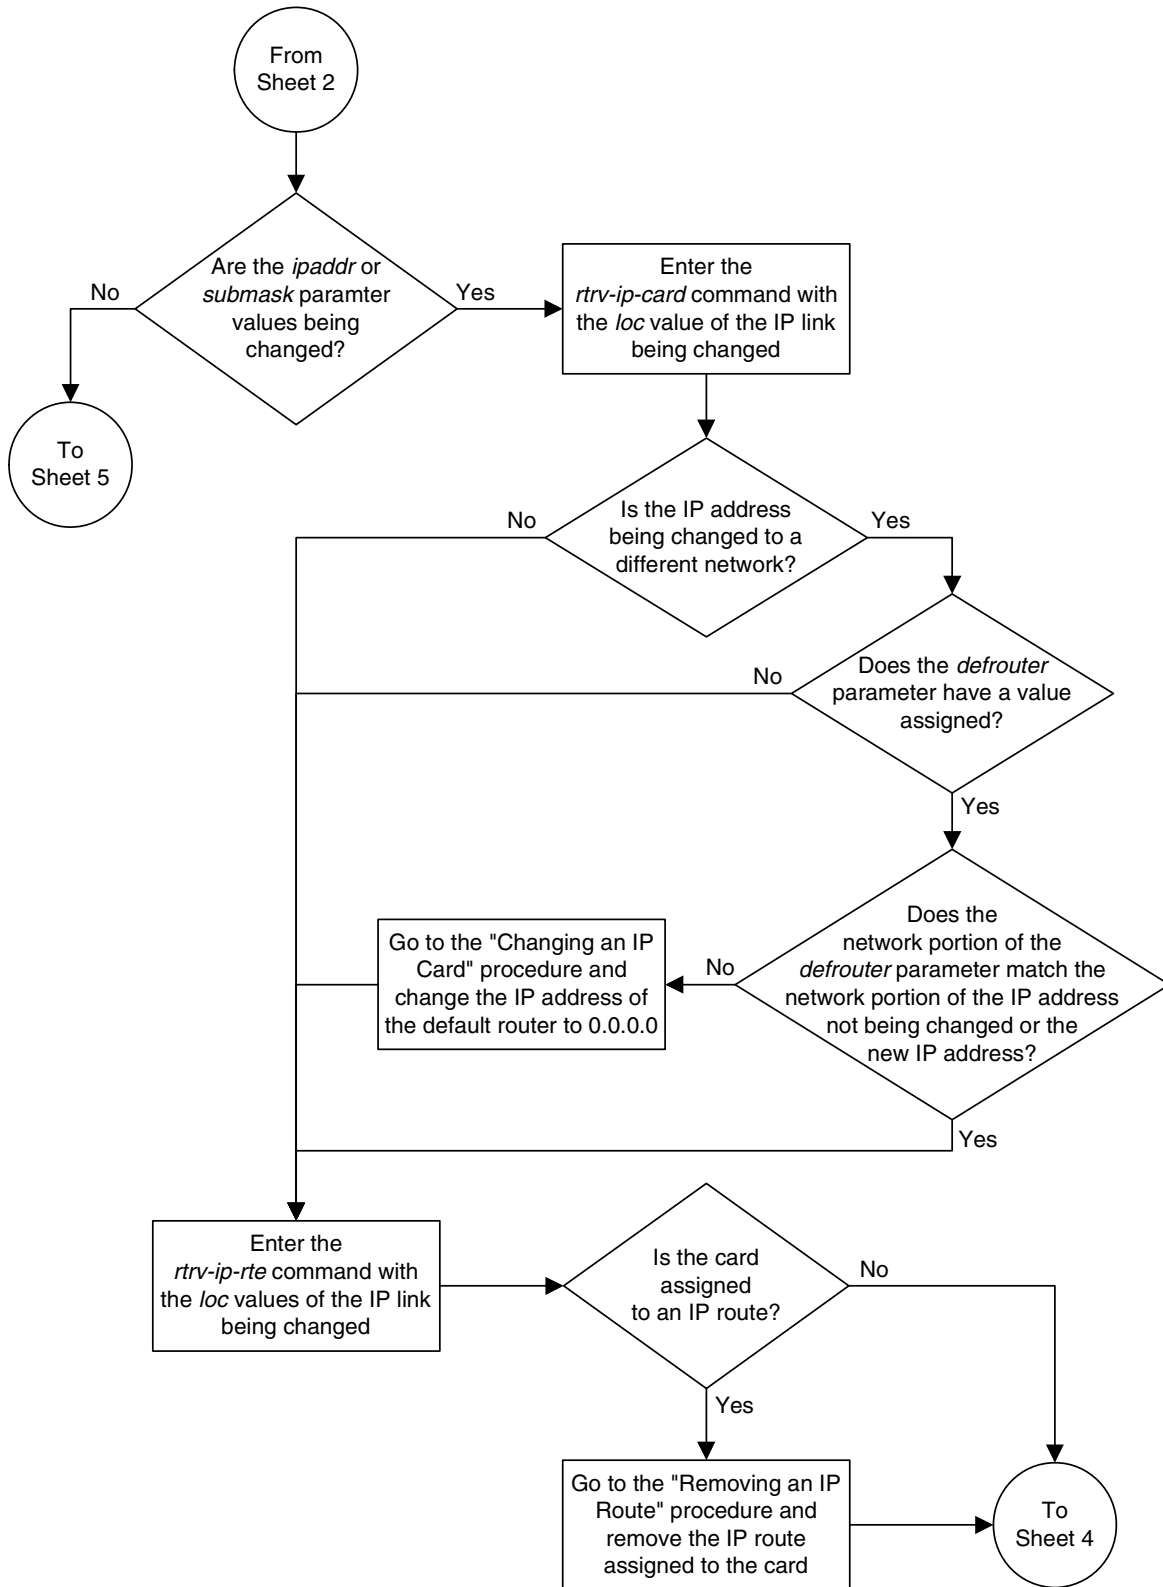 From
Sheet 2
Are the ipaddr or
submask paramter
values being
changed?
No
Yes
Enter the
rtrv-ip-card command with
the loc value of the IP link
being changed
To
Sheet 5
Is the IP address
being changed to a
different network?
No
Yes
Does the defrouter
parameter have a value
assigned?
No
Yes
Does the
network portion of the
defrouter parameter match the
network portion of the IP address
not being changed or the
new IP address?
No
Go to the "Changing an IP
Card" procedure and
change the IP address of
the default router to 0.0.0.0
Yes
Enter the
rtrv-ip-rte command with
the loc values of the IP link
being changed
Is the card
assigned
to an IP route?
No
Yes
Go to the "Removing an IP
Route" procedure and
remove the IP route
assigned to the card
To
Sheet 4